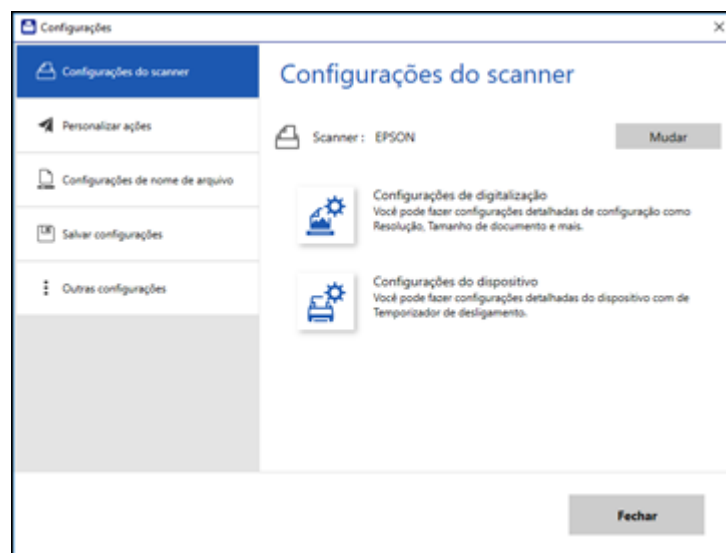 Configurações
Configurações do scanner
Personalizar ações
Configurações de nome de arquivo
Salvar configurações
Outras configurações
Configurações do scanner
Scanner : EPSON
Mudar
Configurações de digitalização
Você pode fazer configurações detalhadas de configuração como
Resolução, Tamanho de documento e mais.
Configurações do dispositivo
Você pode fazer configurações detalhadas do dispositivo com de
Temporizador de desligamento.
Fechar